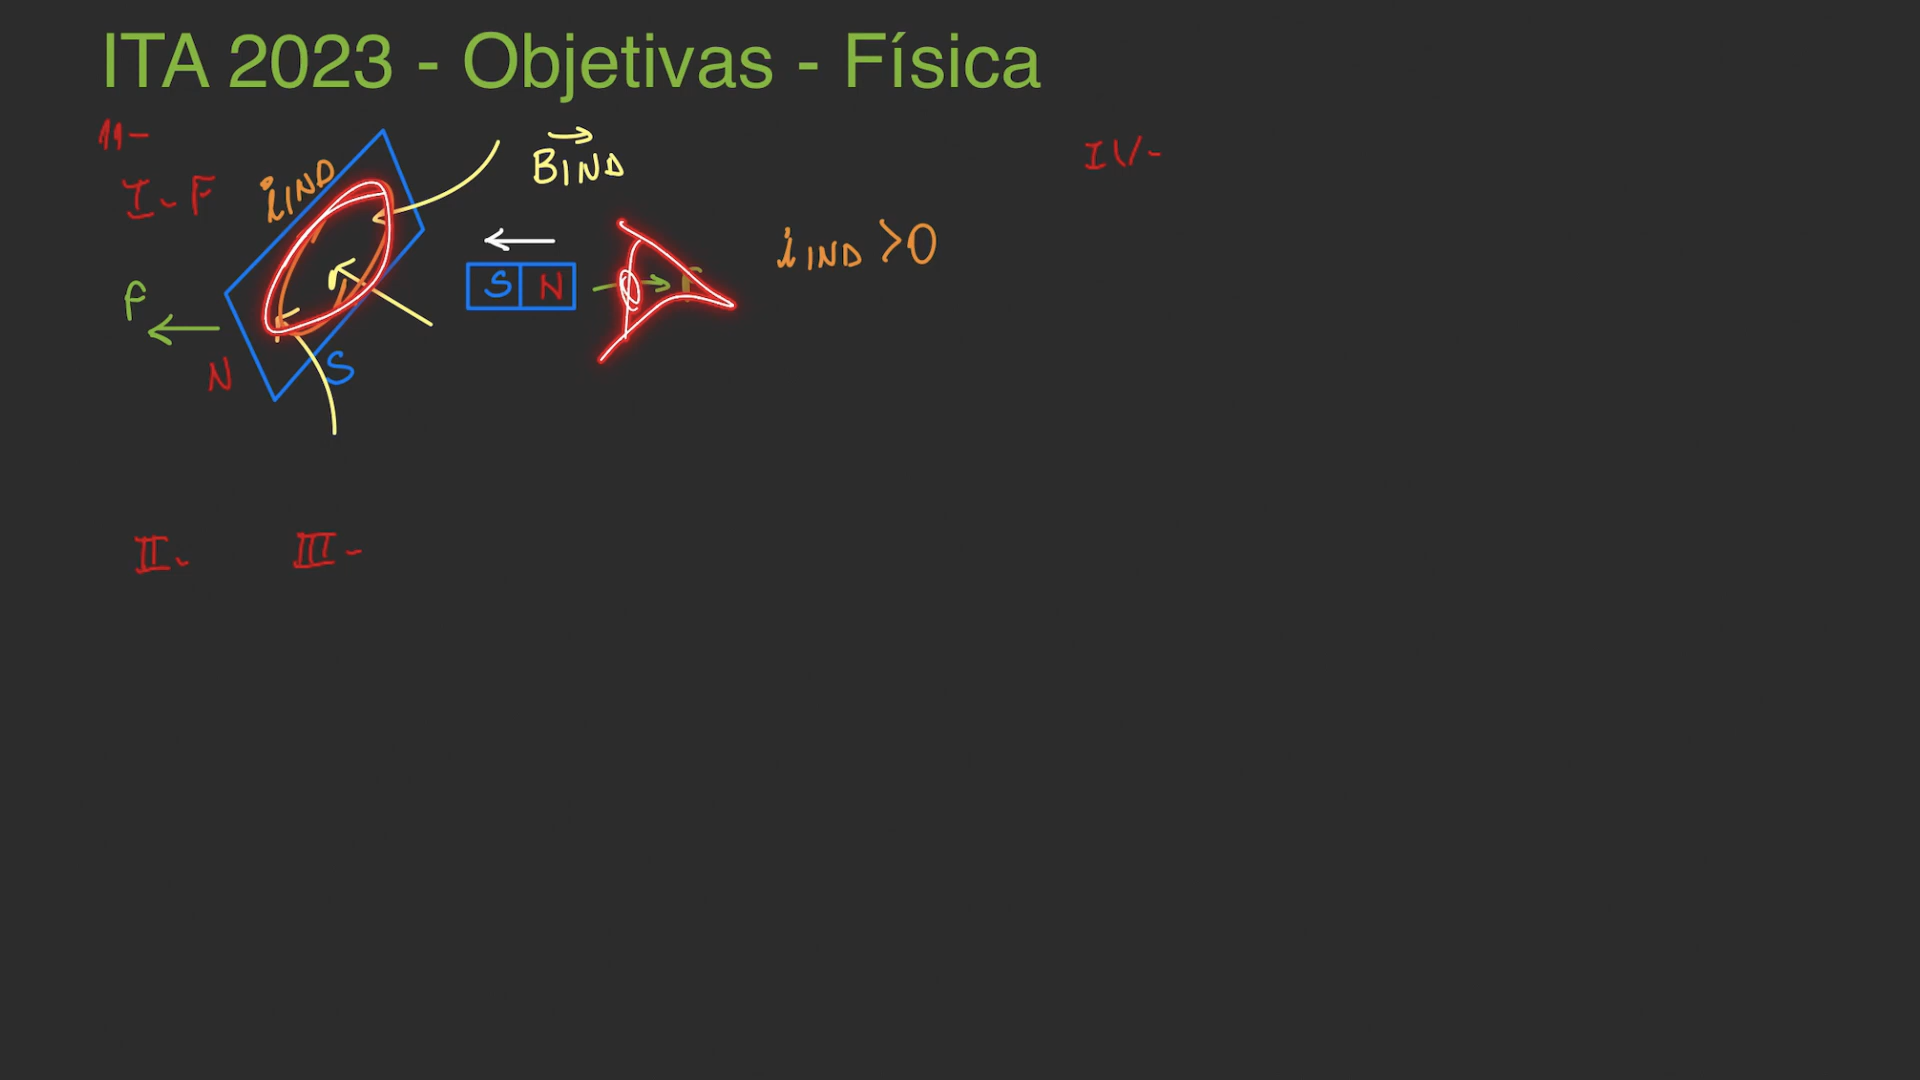 ITA 2023 - Objetivas - Física
11-
I- F
iIND
BIND
IV-
iIND >0
F
S N
F
N
S
II-
III-